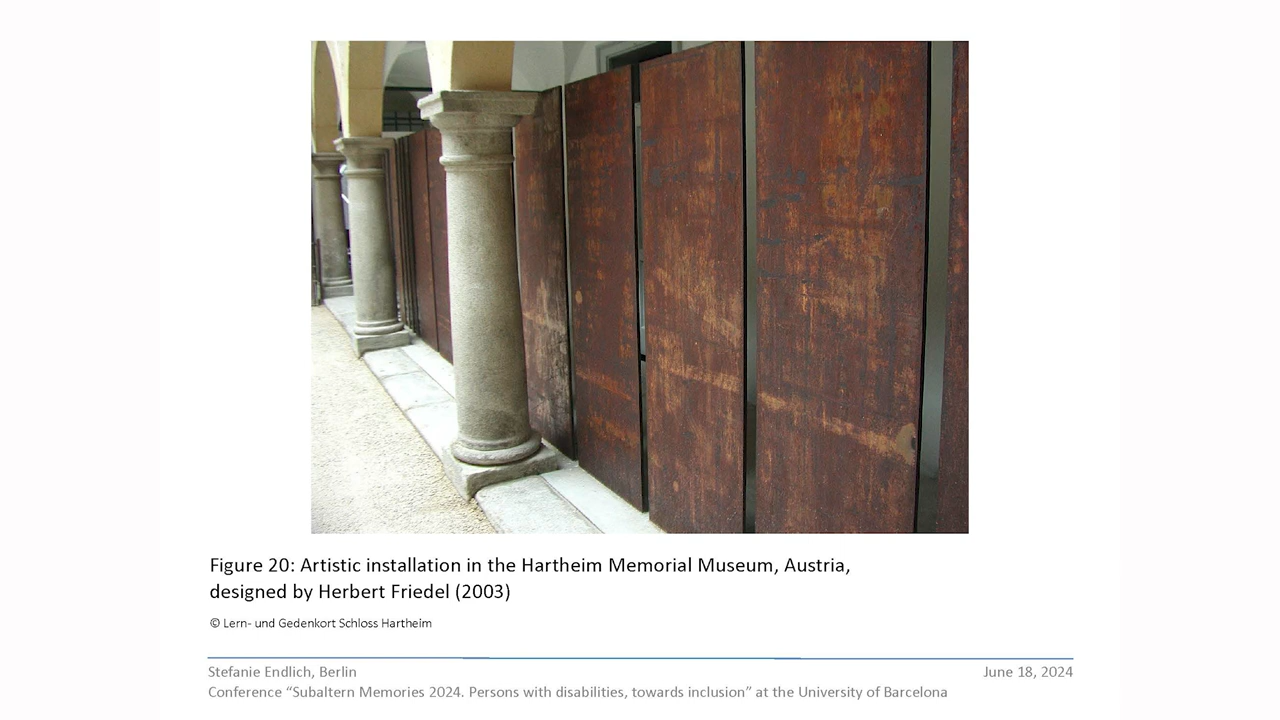 Figure 20: Artistic installation in the Hartheim Memorial Museum, Austria,
designed by Herbert Friedel (2003)
© Lern- und Gedenkort Schloss Hartheim
Stefanie Endlich, Berlin
June 18, 2024
Conference “Subaltern Memories 2024. Persons with disabilities, towards inclusion” at the University of Barcelona